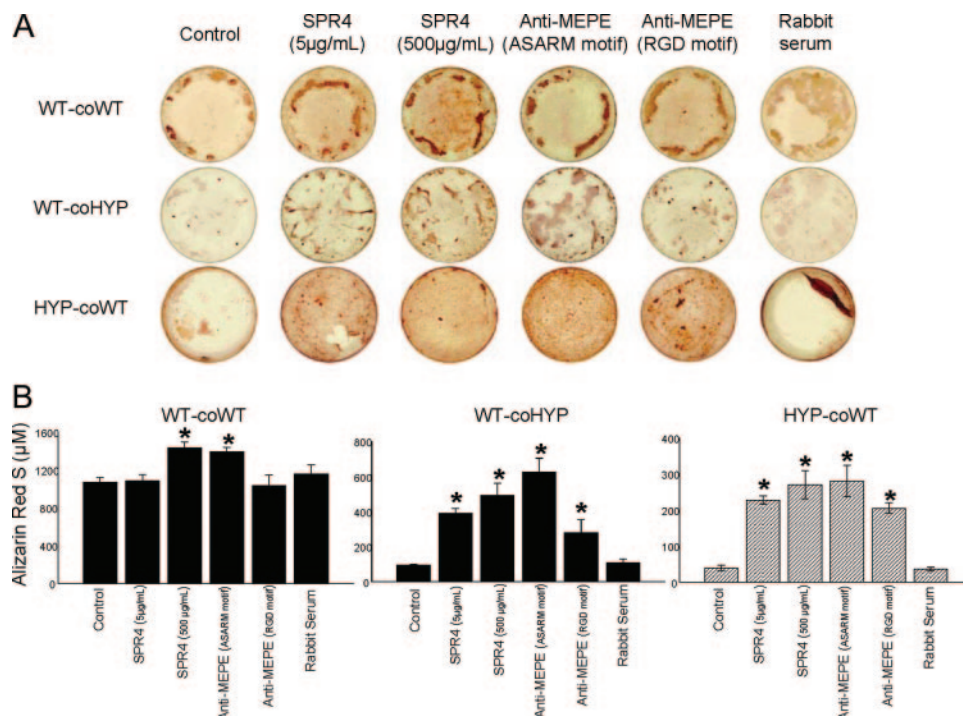 A
Control
SPR4
(5µg/mL)
SPR4
(500µg/mL)
Anti-MEPE
(ASARM motif)
Anti-MEPE
(RGD motif)
Rabbit
serum
WT-coWT
WT-coHYP
HYP-coWT
B
WT-coWT
WT-coHYP
HYP-coWT
Alizarin Red S (µM)
1600
1200
800
400
0
* *
Control
SPR4 (5µg/mL)
SPR4 (500 µg/mL)
Anti-MEPE (ASARM motif)
Anti-MEPE (RGD motif)
Rabbit Serum
800
600
400
200
0
* * * *
Control
SPR4 (5µg/mL)
SPR4 (500 µg/mL)
Anti-MEPE (ASARM motif)
Anti-MEPE (RGD motif)
Rabbit Serum
400
300
200
100
0
* * * *
Control
SPR4 (5µg/mL)
SPR4 (500 µg/mL)
Anti-MEPE (ASARM motif)
Anti-MEPE (RGD motif)
Rabbit Serum